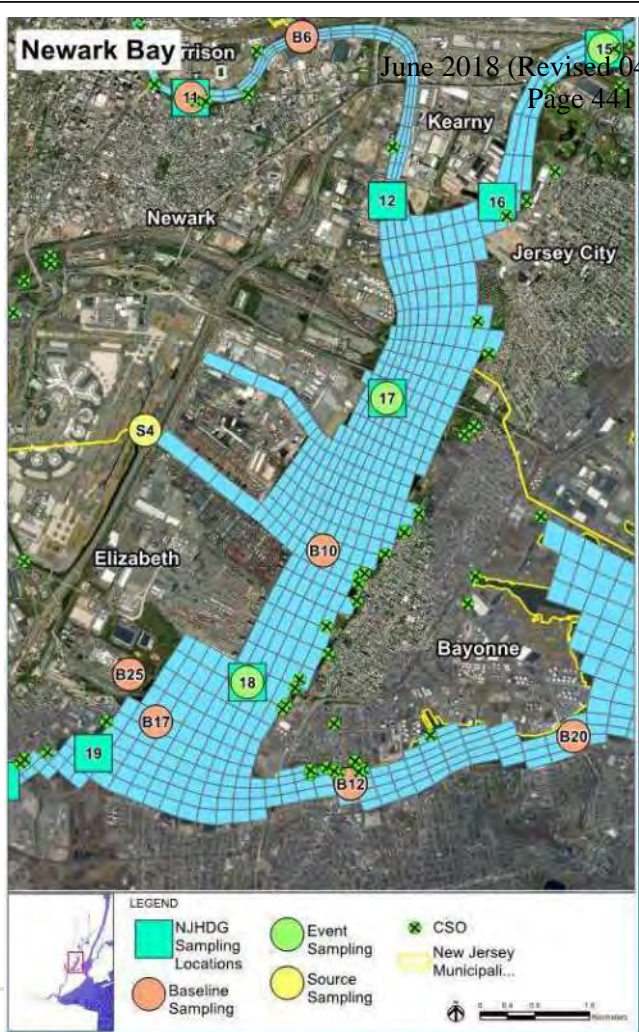 Newark Bay
rrison
B6
15
June 2018 (Revised 04
Page 441
11
Kearny
12
16
Newark
Jersey City
17
S4
B10
Elizabeth
Bayonne
B25
18
B17
B20
19
B12
LEGEND
NJHDG
Sampling
Locations
Baseline
Sampling
Event
Sampling
Source
Sampling
CSO
New Jersey
Municipali...
N
Kilometers